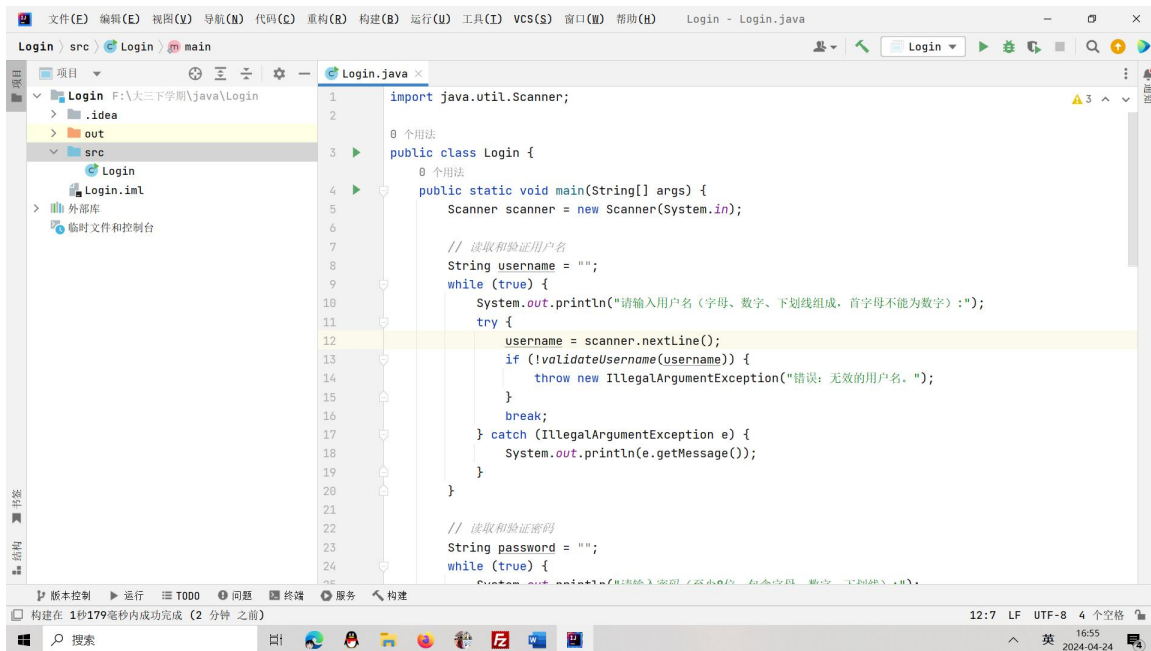 文件(F) 编辑(E) 视图(V) 导航(N) 代码(C) 重构(R) 构建(B) 运行(U) 工具(T) VCS(S) 窗口(W) 帮助(H) Login - Login.java
Login 〉 src 〉 Login 〉 main
Login
项目
Login.java
项目
通知
Login F:\大三下学期\java\Login
1 import java.util.Scanner;
3
.idea
2
0 个用法
out
src
3 public class Login {
0 个用法
Login
4 public static void main(String[] args) {
Login.iml
5 Scanner scanner = new Scanner(System.in);
外部库
6
临时文件和控制台
7 // 读取和验证用户名
8 String username = "";
9 while (true) {
10 System.out.println("请输入用户名(字母、数字、下划线组成,首字母不能为数字):");
11 try {
12 username = scanner.nextLine();
13 if (!validateUsername(username)) {
14 throw new IllegalArgumentException("错误: 无效的用户名。");
15 }
16 break;
17 } catch (IllegalArgumentException e) {
18 System.out.println(e.getMessage());
19 }
20 }
21
22 // 读取和验证密码
23 String password = "";
24 while (true) {
书签
结构
版本控制 运行 TODO 问题 终端 服务 构建
构建在 1秒179毫秒内成功完成 (2 分钟 之前)
12:7 LF UTF-8 4 个空格
搜索
英
16:55
2024-04-24
4